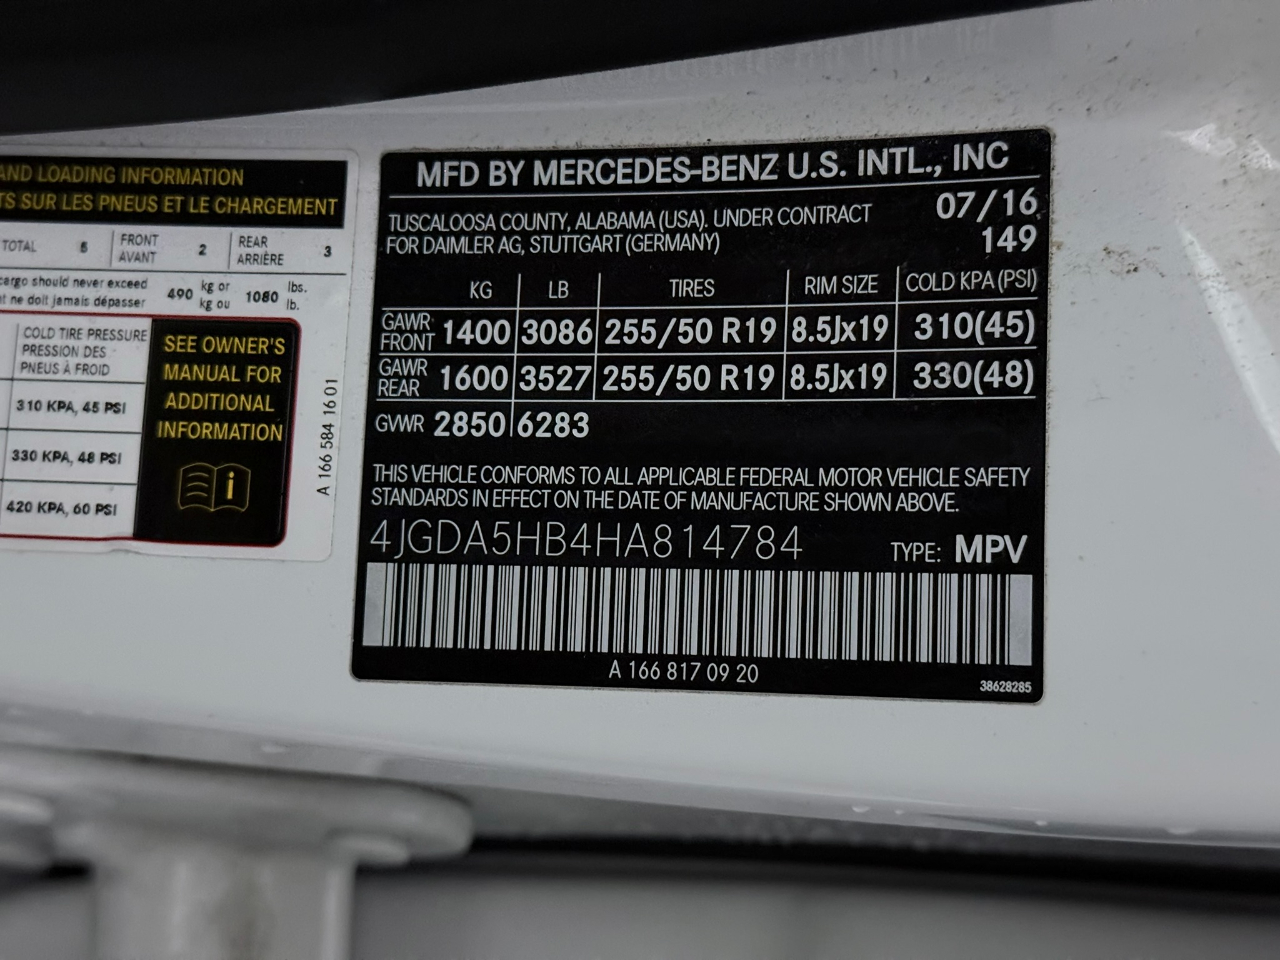 AND LOADING INFORMATION
TS SUR LES PNEUS ET LE CHARGEMENT
TOTAL 5 FRONT AVANT 2 REAR ARRIÈRE 3
cargo should never exceed
ne doit jamais dépasser
490 kg or kg ou 1080 lbs. lb.
COLD TIRE PRESSURE
PRESSION DES
PNEUS À FROID
310 KPA, 45 PSI
330 KPA, 48 PSI
420 KPA, 60 PSI
SEE OWNER'S
MANUAL FOR
ADDITIONAL
INFORMATION
i
A 166 584 16 01
MFD BY MERCEDES-BENZ U.S. INTL., INC
TUSCALOOSA COUNTY, ALABAMA (USA). UNDER CONTRACT
FOR DAIMLER AG, STUTTGART (GERMANY)
07/16
149
KG LB TIRES RIM SIZE COLD KPA (PSI)
GAWR FRONT 1400 3086 255/50 R19 8.5Jx19 310(45)
GAWR REAR 1600 3527 255/50 R19 8.5Jx19 330(48)
GVWR 2850 6283
THIS VEHICLE CONFORMS TO ALL APPLICABLE FEDERAL MOTOR VEHICLE SAFETY
STANDARDS IN EFFECT ON THE DATE OF MANUFACTURE SHOWN ABOVE.
4JGDA5HB4HA814784 TYPE: MPV
A 166 817 09 20
38628285